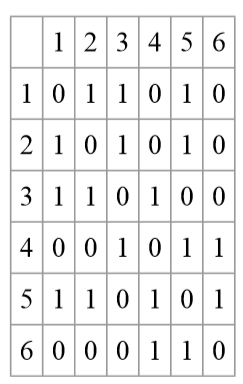 1 2 3 4 5 6
1 0 1 1 0 1 0
2 1 0 1 0 1 0
3 1 1 0 1 0 0
4 0 0 1 0 1 1
5 1 1 0 1 0 1
6 0 0 0 1 1 0